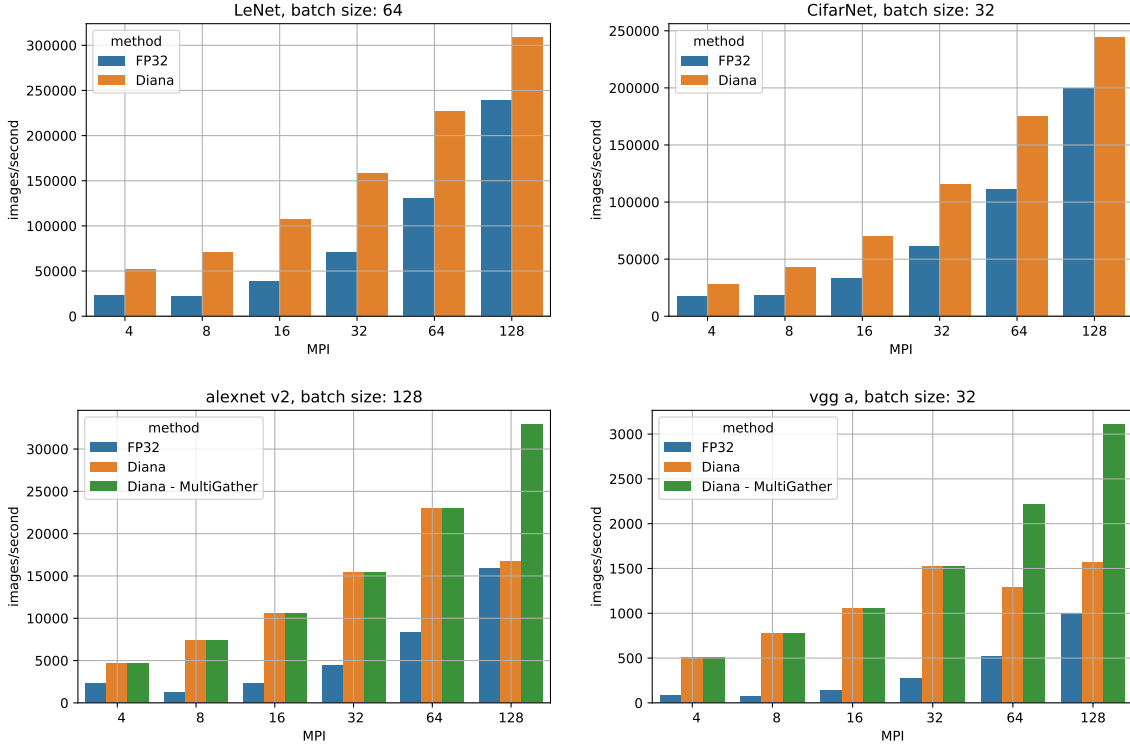 LeNet, batch size: 64
300000
250000
200000
150000
100000
50000
0
images/second
method
FP32
Diana
4 8 16 32 64 128
MPI
CifarNet, batch size: 32
250000
200000
150000
100000
50000
0
images/second
method
FP32
Diana
4 8 16 32 64 128
MPI
alexnet v2, batch size: 128
30000
25000
20000
15000
10000
5000
0
images/second
method
FP32
Diana
Diana - MultiGather
4 8 16 32 64 128
MPI
vgg a, batch size: 32
3000
2500
2000
1500
1000
500
0
images/second
method
FP32
Diana
Diana - MultiGather
4 8 16 32 64 128
MPI